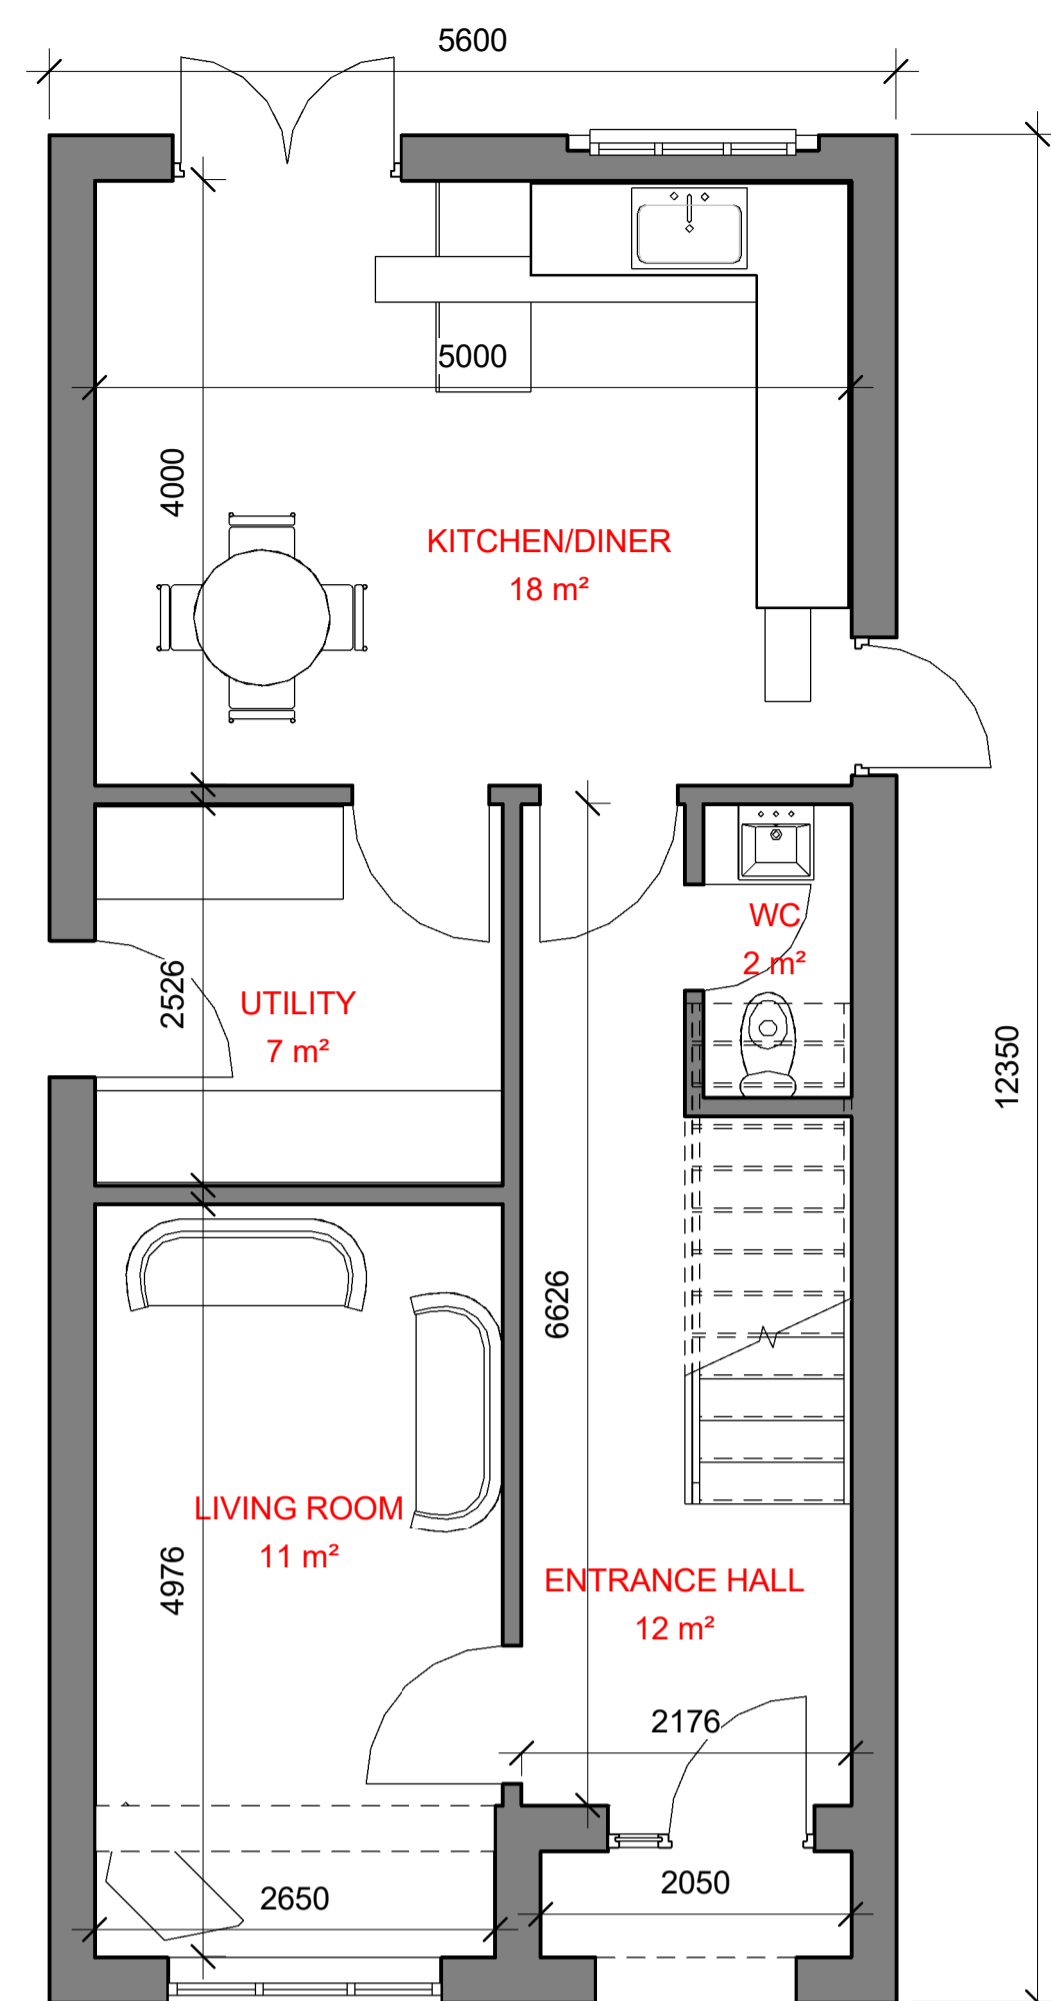 5600
5000
4000
KITCHEN/DINER
18 m²
WC
2 m²
2526
UTILITY
7 m²
12350
6626
LIVING ROOM
11 m²
4976
ENTRANCE HALL
12 m²
2176
2650
2050